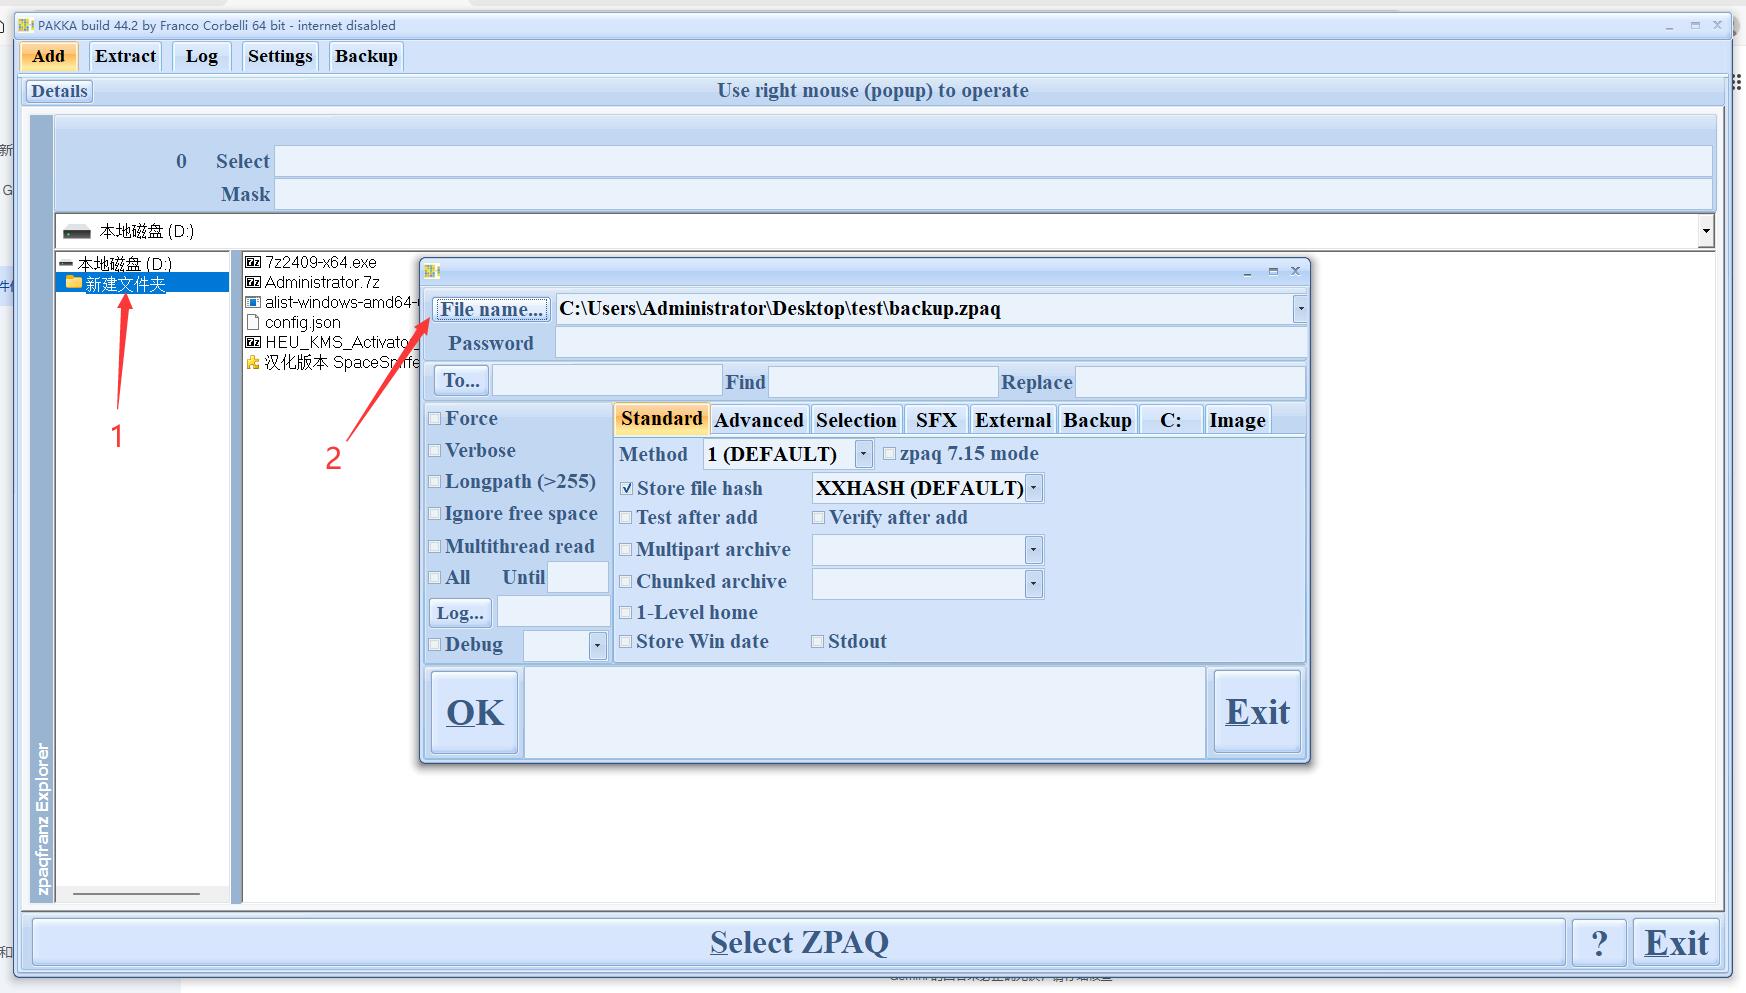 PAKKA build 44.2 by Franco Corbelli 64 bit - internet disabled
Add Extract Log Settings Backup
Details Use right mouse (popup) to operate
0 Select
Mask
本地磁盘 (D:)
本地磁盘 (D:)
新建文件夹
7z2409-x64.exe
Administrator.7z
alist-windows-amd64-
config.json
HEU_KMS_Activato
汉化版本 SpaceSniffe
1
2
File name... C:\Users\Administrator\Desktop\test\backup.zpaq
Password
To... Find Replace
Force
Verbose
Longpath (>255)
Ignore free space
Multithread read
All Until
Log...
Debug
Standard Advanced Selection SFX External Backup C: Image
Method 1 (DEFAULT) zpaq 7.15 mode
Store file hash XXHASH (DEFAULT)
Test after add Verify after add
Multipart archive
Chunked archive
1-Level home
Store Win date Stdout
OK Exit
zpaqfranz Explorer
Select ZPAQ ? Exit